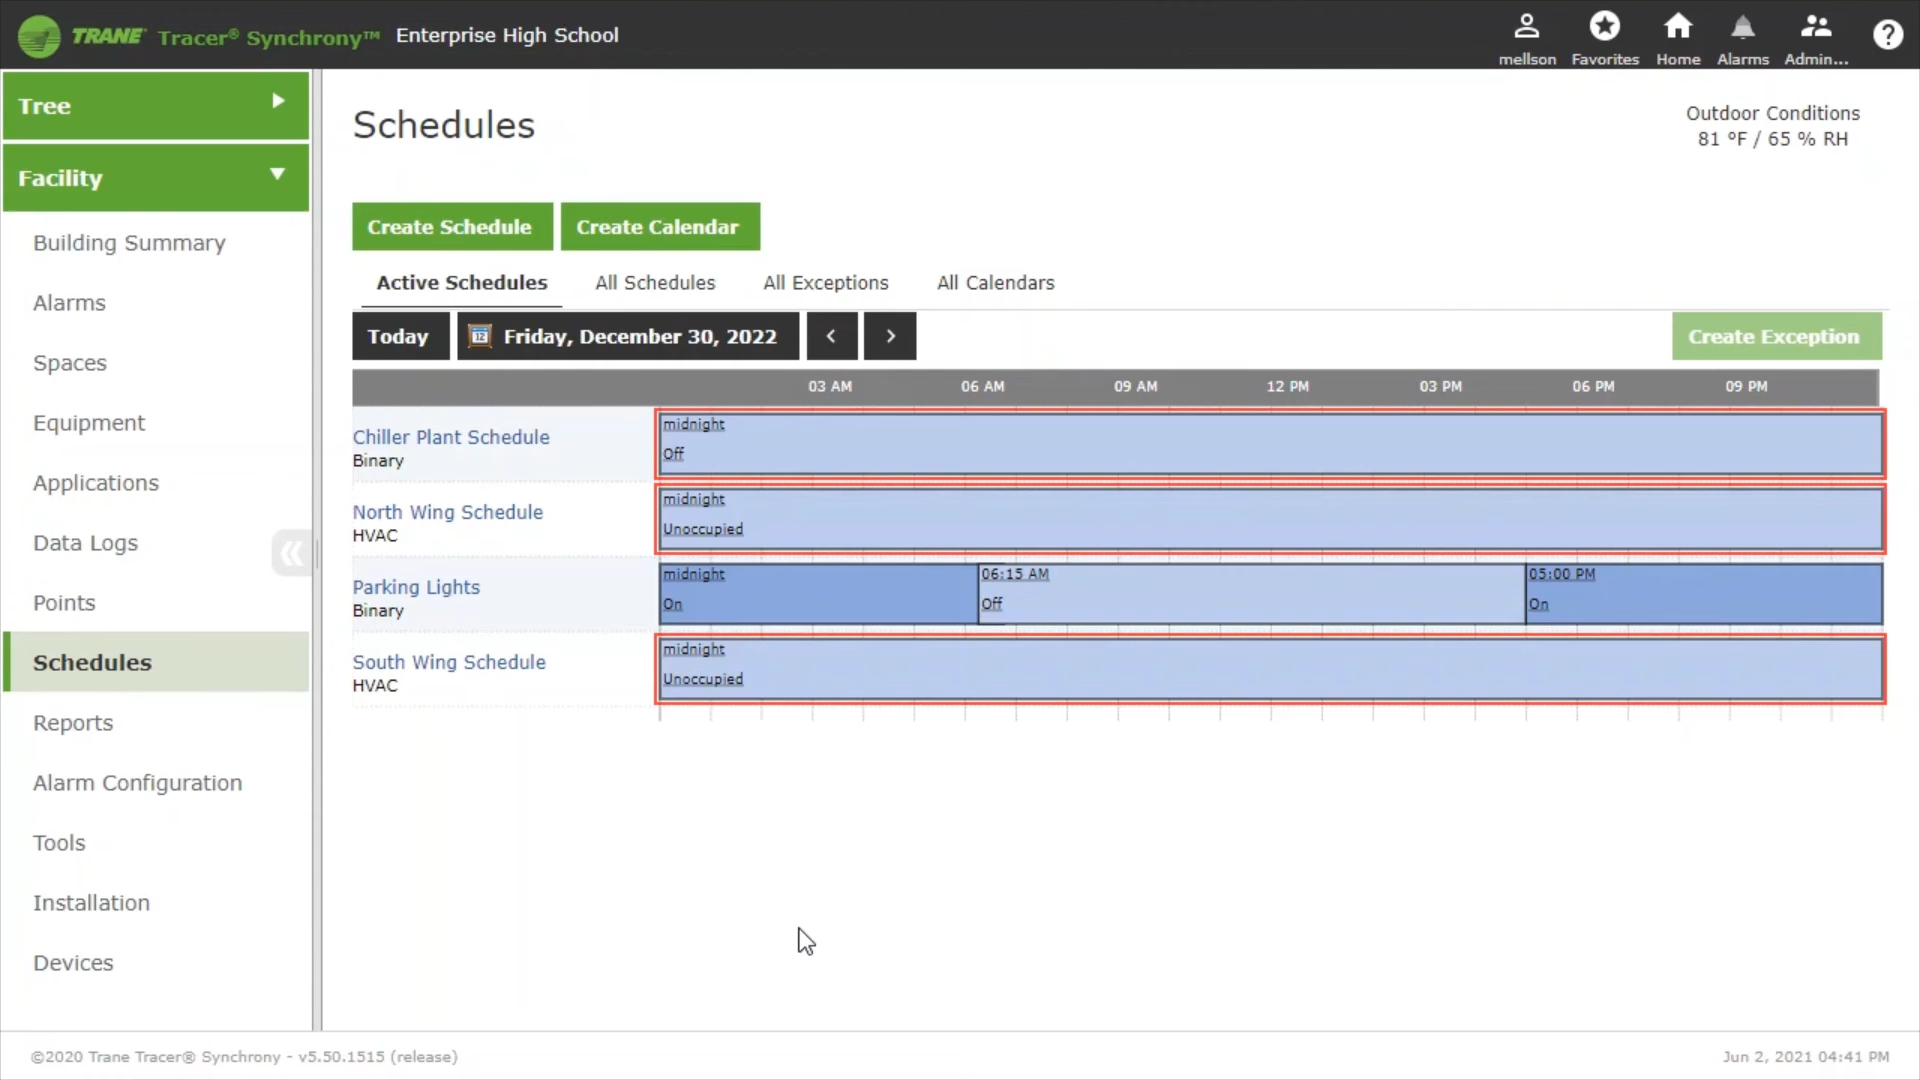 TRANE Tracer® Synchrony™ Enterprise High School
mellson Favorites Home Alarms Admin...
Tree
Facility
Building Summary
Alarms
Spaces
Equipment
Applications
Data Logs
Points
Schedules
Reports
Alarm Configuration
Tools
Installation
Devices
Schedules
Outdoor Conditions
81 ºF / 65 % RH
Create Schedule Create Calendar
Active Schedules All Schedules All Exceptions All Calendars
Today 12 Friday, December 30, 2022 < >
Create Exception
03 AM 06 AM 09 AM 12 PM 03 PM 06 PM 09 PM
Chiller Plant Schedule
Binary
midnight
Off
North Wing Schedule
HVAC
midnight
Unoccupied
Parking Lights
Binary
midnight 06:15 AM 05:00 PM
On Off On
South Wing Schedule
HVAC
midnight
Unoccupied
©2020 Trane Tracer® Synchrony - v5.50.1515 (release)
Jun 2, 2021 04:41 PM